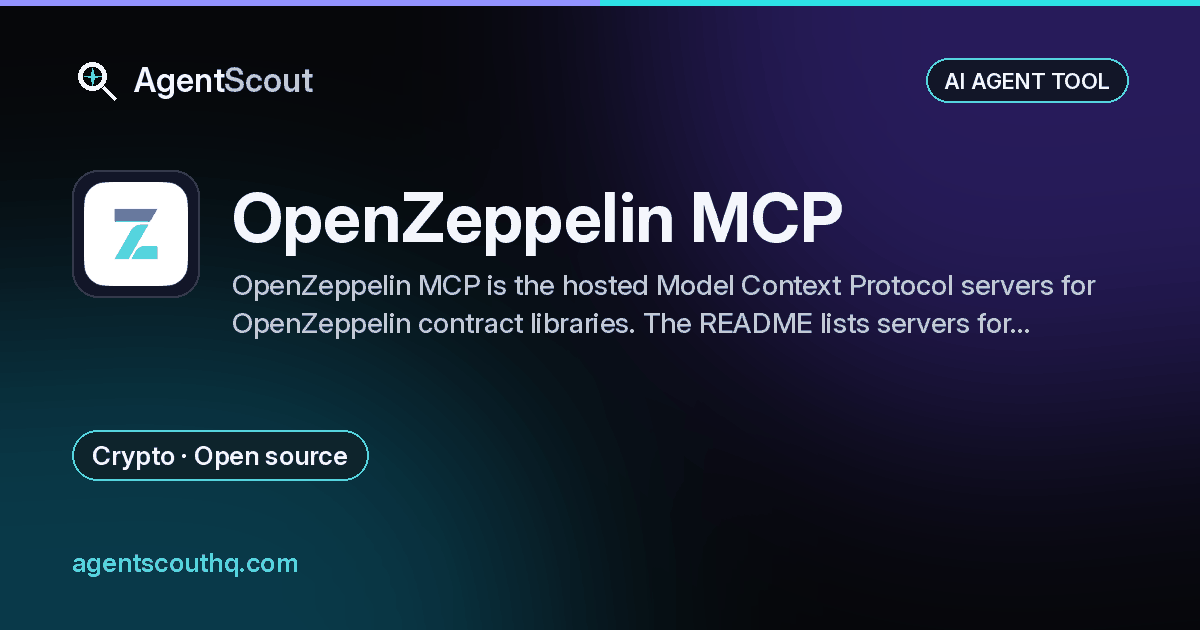 AgentScout
AI AGENT TOOL
OpenZeppelin MCP
OpenZeppelin MCP is the hosted Model Context Protocol servers for
OpenZeppelin contract libraries. The README lists servers for...
Crypto · Open source
agentscouthq.com